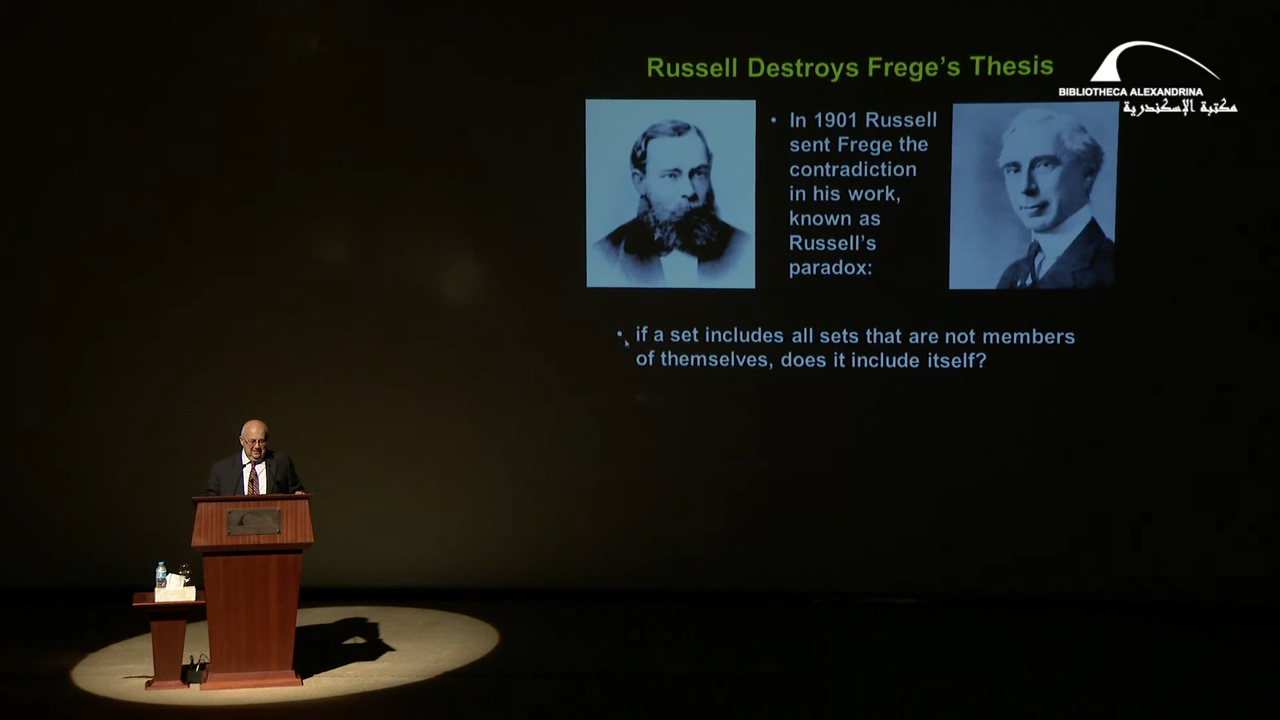 Russell Destroys Frege's Thesis
BIBLIOTHECA ALEXANDRINA
مكتبة الإسكندرية
• In 1901 Russell
sent Frege the
contradiction
in his work,
known as
Russell's
paradox:
• if a set includes all sets that are not members
of themselves, does it include itself?